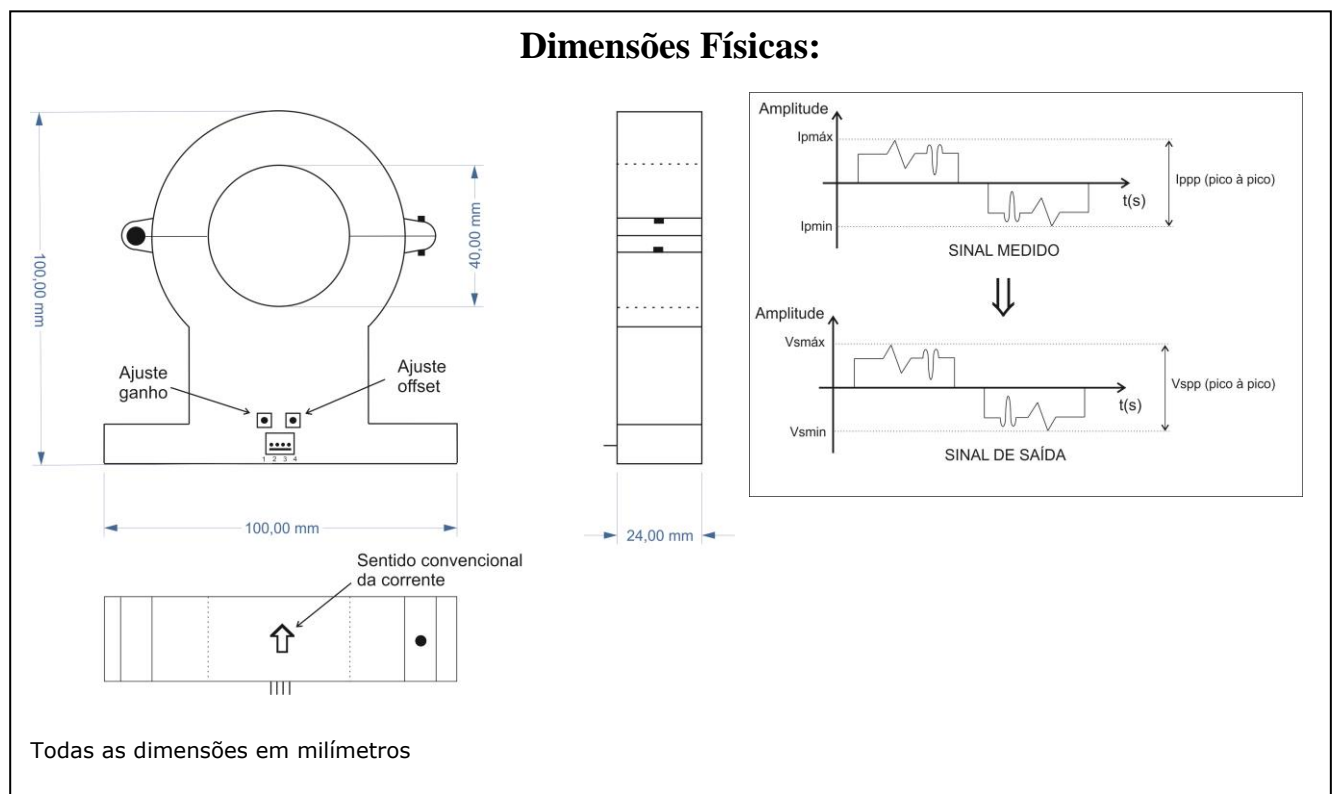 Dimensões Físicas:
100,00 mm
40,00 mm
Ajuste
ganho
Ajuste
offset
1 2 3 4
100,00 mm
24,00 mm
Sentido convencional
da corrente
Amplitude
Ipmáx
Ippp (pico à pico)
t(s)
Ipmin
SINAL MEDIDO
Amplitude
Vsmáx
Vspp (pico à pico)
t(s)
Vsmin
SINAL DE SAÍDA
Todas as dimensões em milímetros